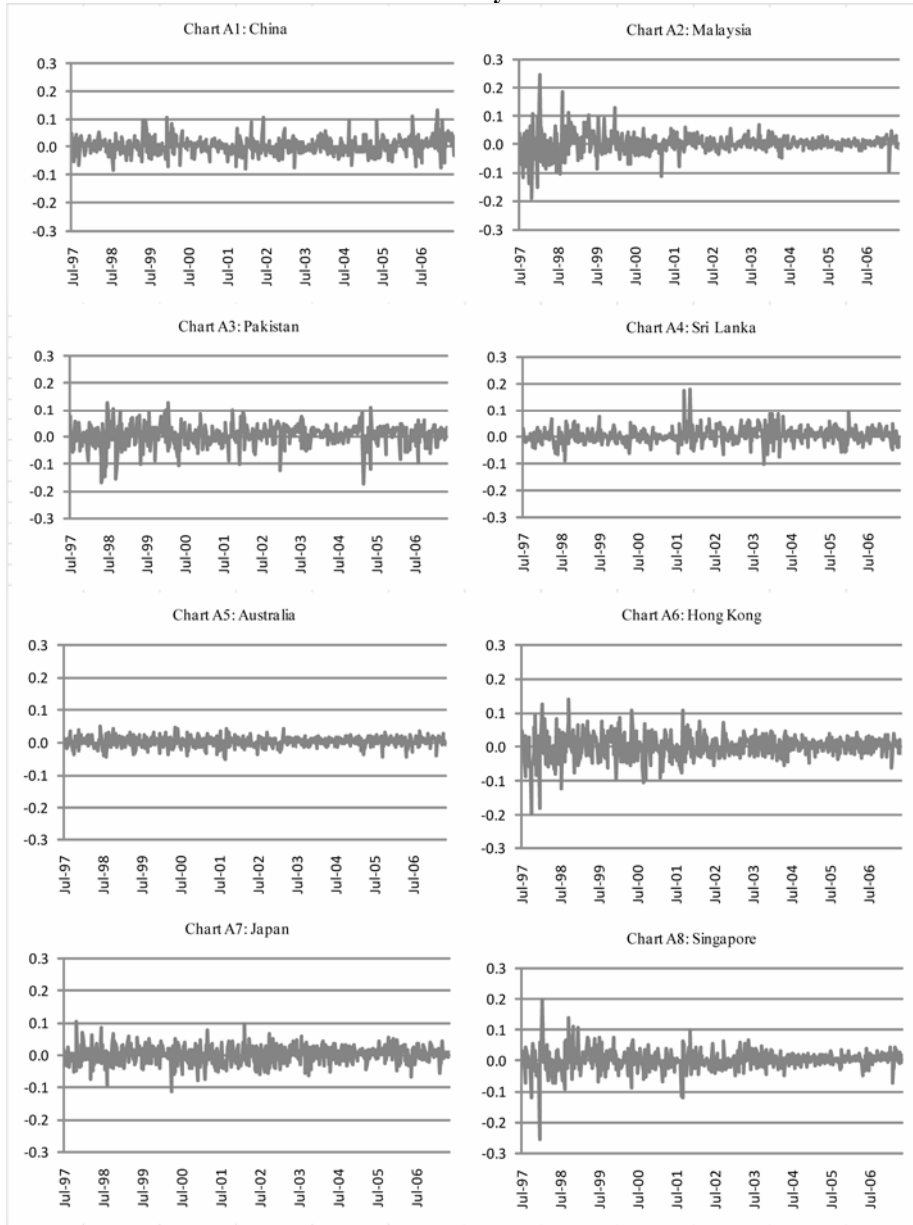 Chart A1: China
0.3
0.2
0.1
0.0
-0.1
-0.2
-0.3
Jul-97
Jul-98
Jul-99
Jul-00
Jul-01
Jul-02
Jul-03
Jul-04
Jul-05
Jul-06
Chart A2: Malaysia
0.3
0.2
0.1
0.0
-0.1
-0.2
-0.3
Jul-97
Jul-98
Jul-99
Jul-00
Jul-01
Jul-02
Jul-03
Jul-04
Jul-05
Jul-06
Chart A3: Pakistan
0.3
0.2
0.1
0.0
-0.1
-0.2
-0.3
Jul-97
Jul-98
Jul-99
Jul-00
Jul-01
Jul-02
Jul-03
Jul-04
Jul-05
Jul-06
Chart A4: Sri Lanka
0.3
0.2
0.1
0.0
-0.1
-0.2
-0.3
Jul-97
Jul-98
Jul-99
Jul-00
Jul-01
Jul-02
Jul-03
Jul-04
Jul-05
Jul-06
Chart A5: Australia
0.3
0.2
0.1
0.0
-0.1
-0.2
-0.3
Jul-97
Jul-98
Jul-99
Jul-00
Jul-01
Jul-02
Jul-03
Jul-04
Jul-05
Jul-06
Chart A6: Hong Kong
0.3
0.2
0.1
0.0
-0.1
-0.2
-0.3
Jul-97
Jul-98
Jul-99
Jul-00
Jul-01
Jul-02
Jul-03
Jul-04
Jul-05
Jul-06
Chart A7: Japan
0.3
0.2
0.1
0.0
-0.1
-0.2
-0.3
Jul-97
Jul-98
Jul-99
Jul-00
Jul-01
Jul-02
Jul-03
Jul-04
Jul-05
Jul-06
Chart A8: Singapore
0.3
0.2
0.1
0.0
-0.1
-0.2
-0.3
Jul-97
Jul-98
Jul-99
Jul-00
Jul-01
Jul-02
Jul-03
Jul-04
Jul-05
Jul-06